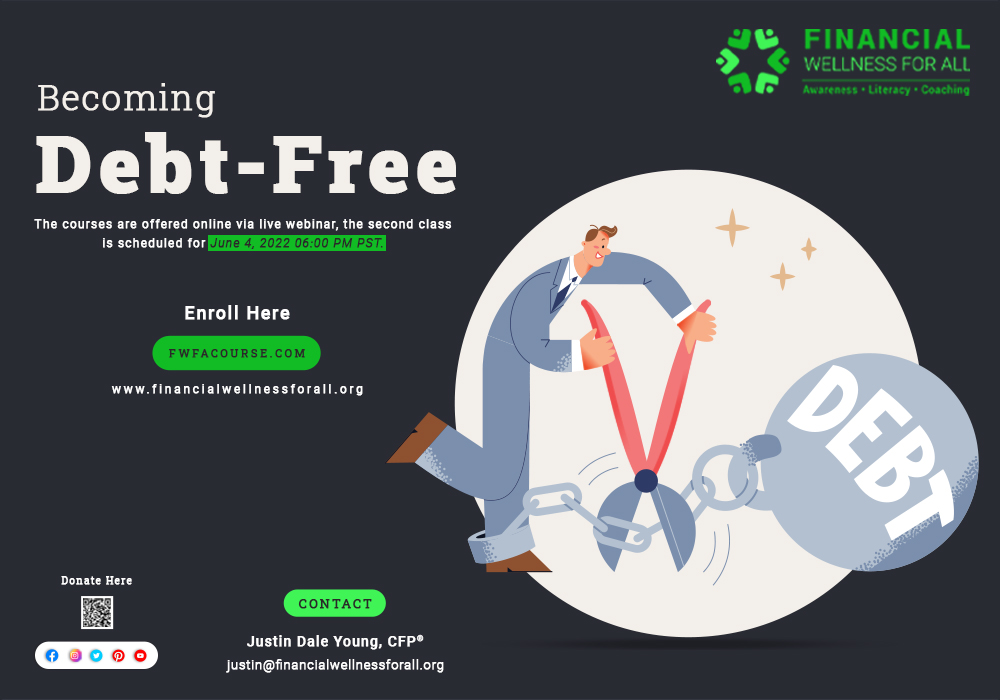 FINANCIAL
WELLNESS FOR ALL
Awareness • Literacy • Coaching
Becoming
Debt-Free
The courses are offered online via live webinar, the second class
is scheduled for June 4, 2022 06:00 PM PST.
Enroll Here
FWFACOURSE.COM
www.financialwellnessforall.org
DEBT
Donate Here
CONTACT
Justin Dale Young, CFP®
justin@financialwellnessforall.org